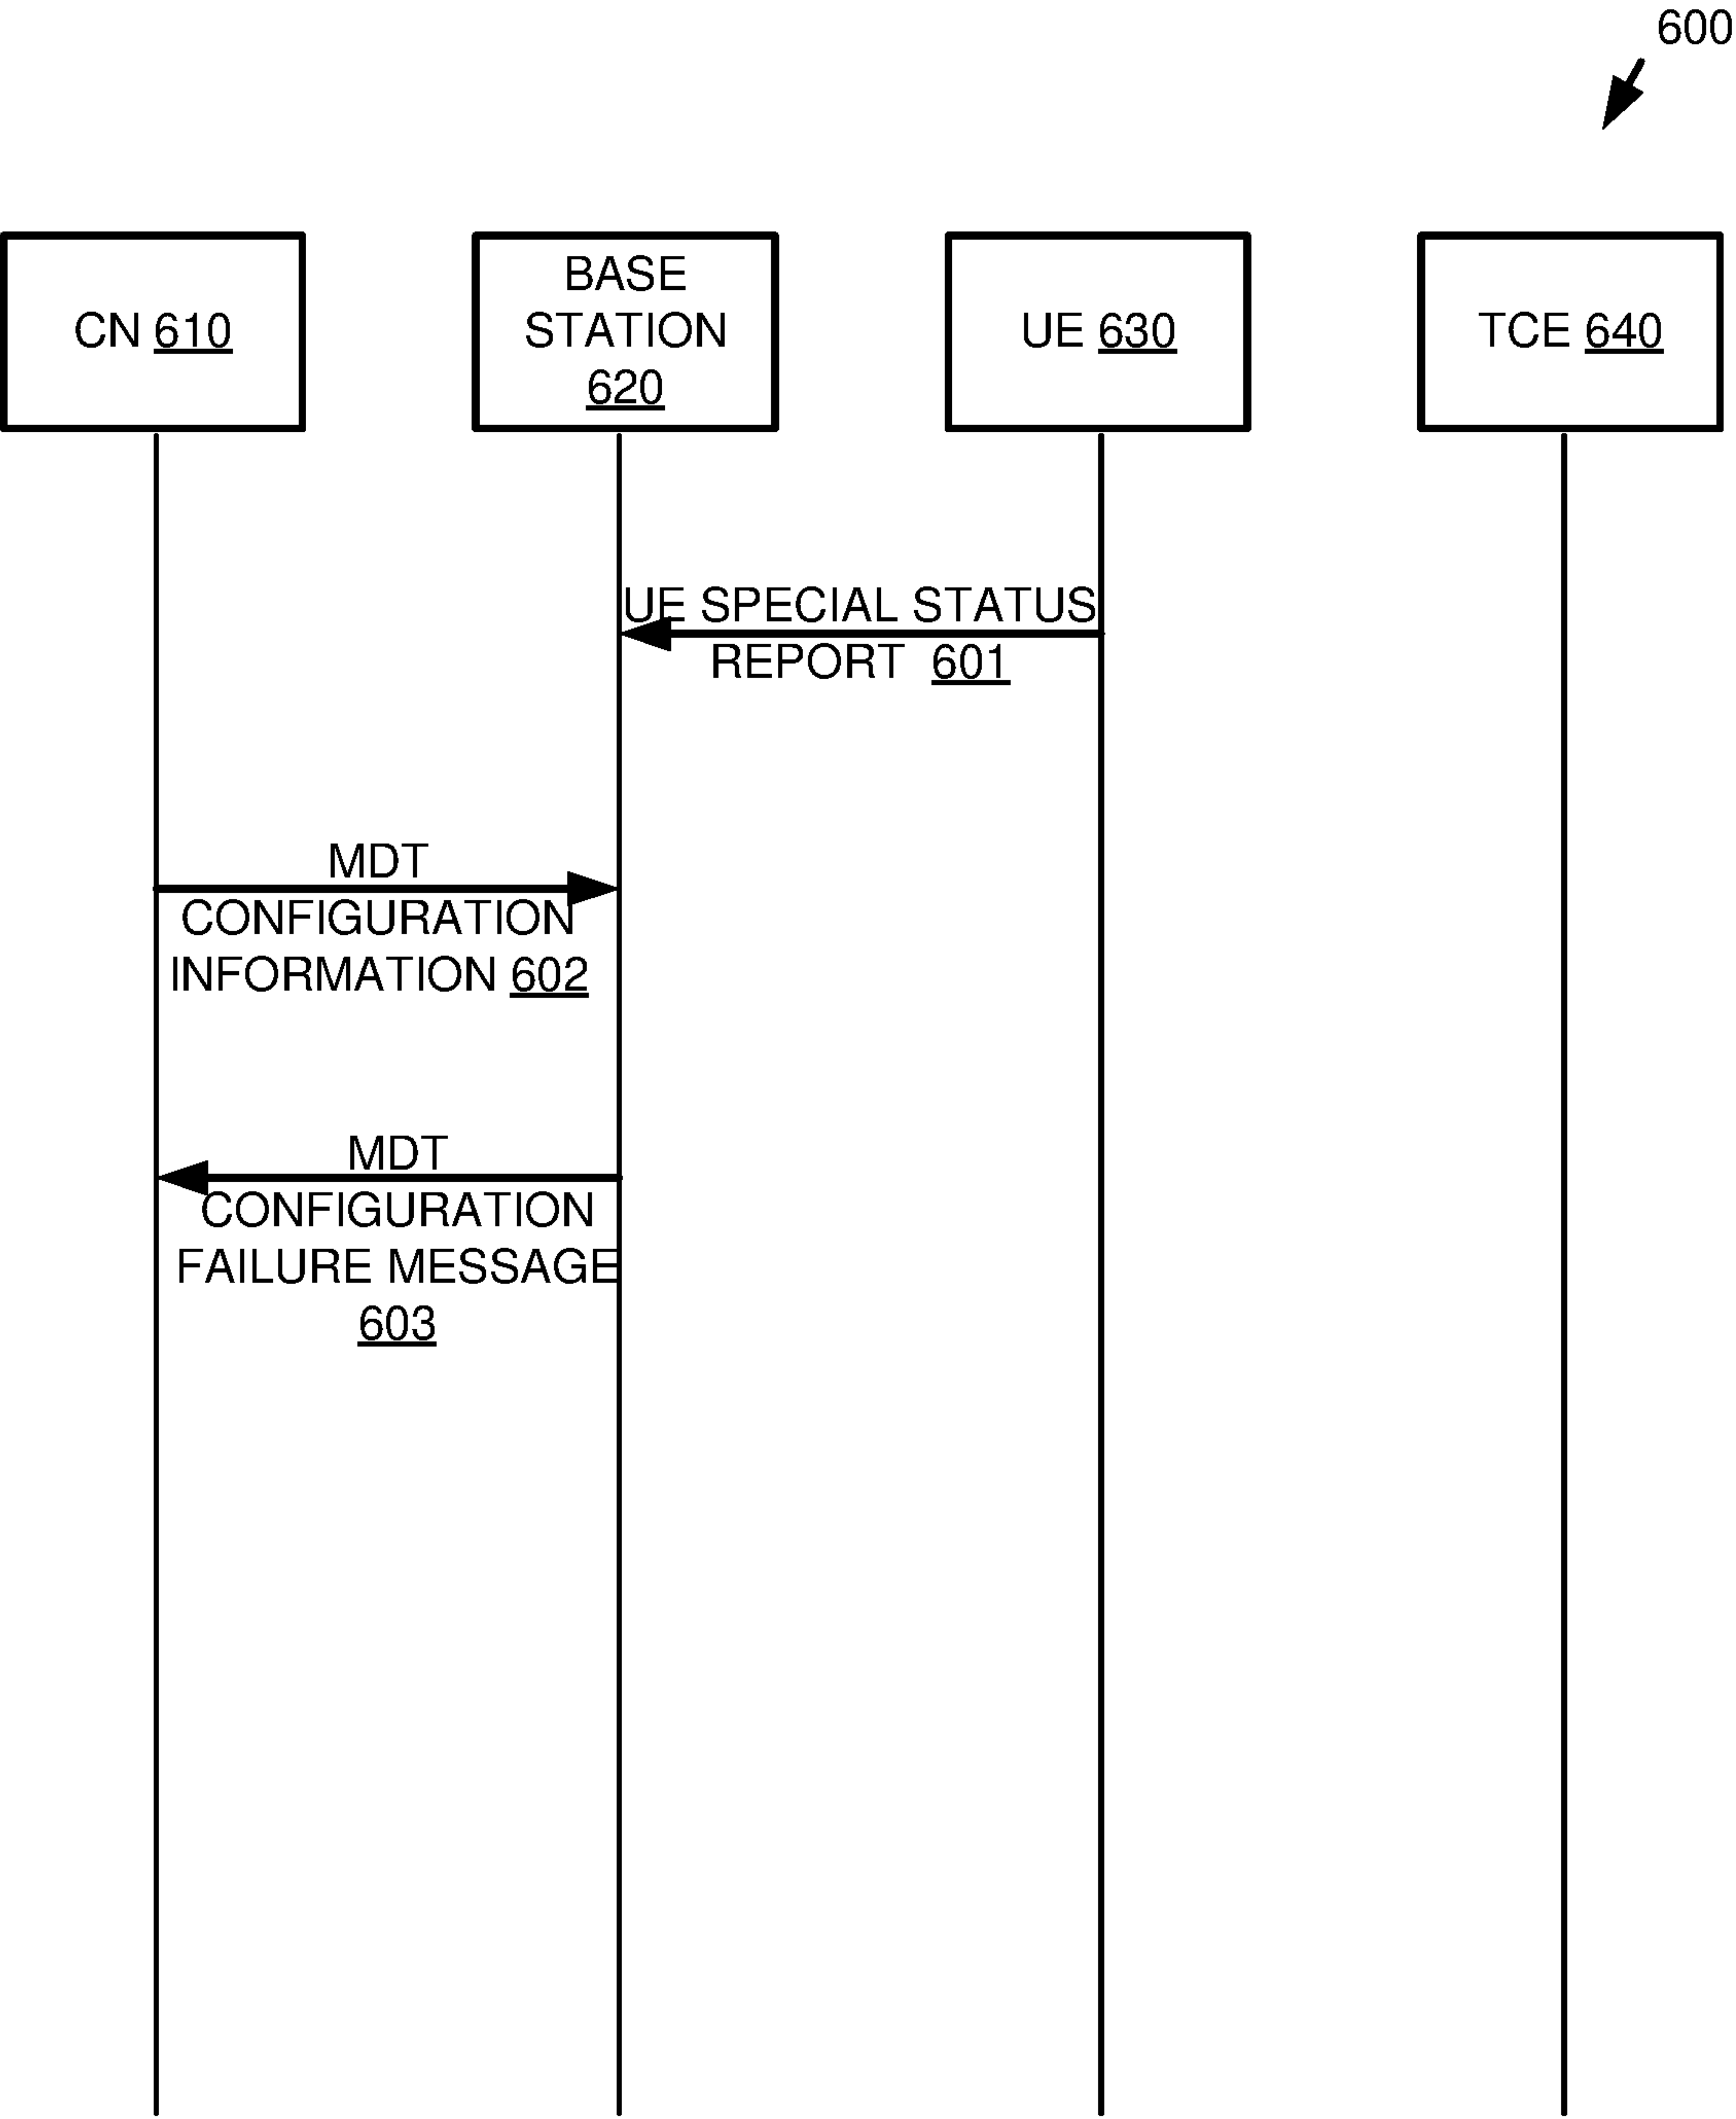 600
CN 610
BASE
STATION
620
UE 630
TCE 640
UE SPECIAL STATUS
REPORT 601
MDT
CONFIGURATION
INFORMATION 602
MDT
CONFIGURATION
FAILURE MESSAGE
603